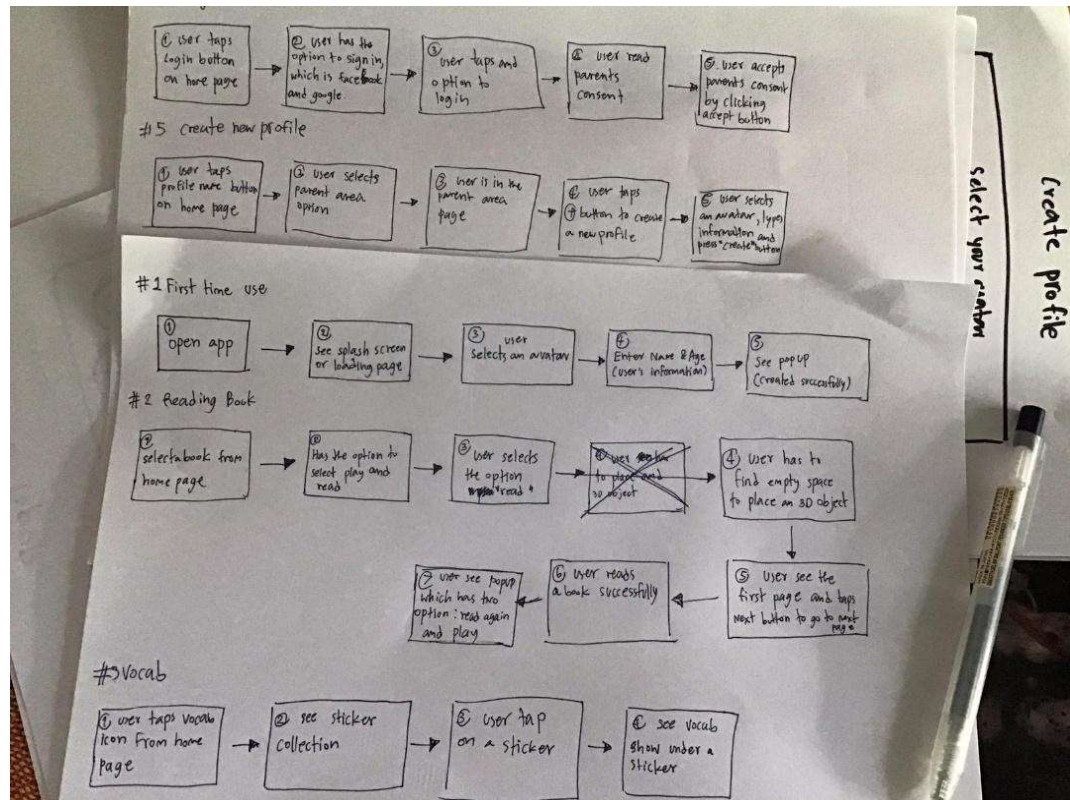 ① user taps
Login button
on home page
② user has the
option to sign in,
which is facebook
and google.
③
user taps and
option to
login
④ user read
parents
consent
⑤. user accepts
parents consent
by clicking
accept button
#5 Create new profile
① user taps
profile name button
on home page
② user selects
parent area
option
③ user is in the
parent area
page
④ user taps
+ button to create
a new profile
⑤ user selects
an avatar, types
information and
press "create" button
#1 First time use
①
open app
②
see splash screen
or loading page
③ user
selects an avatar
④
Enter Name & Age
(user's information)
⑤
see popup
(created successfully)
#2 Reading Book
①
select a book from
home page
②
Has the option to
select play and
read
③ user selects
the option
"read"
④ user has
to place and
3D object
④ user has to
find empty space
to place an 3D object
⑤ user see the
first page and taps
next button to go to next
page
⑥ user reads
a book successfully
⑦ user see popup
which has two
option : read again
and play
#3 vocab
① user taps vocab
icon from home
page
② see sticker
collection
③ user tap
on a sticker
④ see vocab
show under a
sticker
Create profile
select your avatar